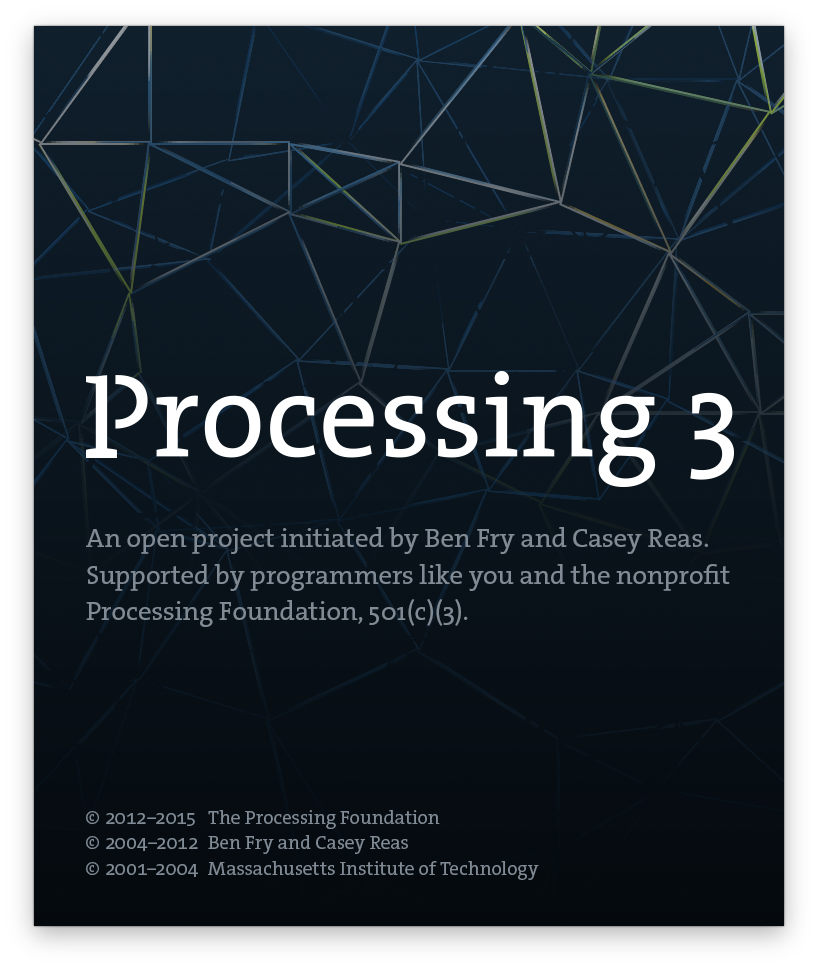 Processing 3
An open project initiated by Ben Fry and Casey Reas.
Supported by programmers like you and the nonprofit
Processing Foundation, 501(c)(3).
© 2012–2015 The Processing Foundation
© 2004–2012 Ben Fry and Casey Reas
© 2001–2004 Massachusetts Institute of Technology